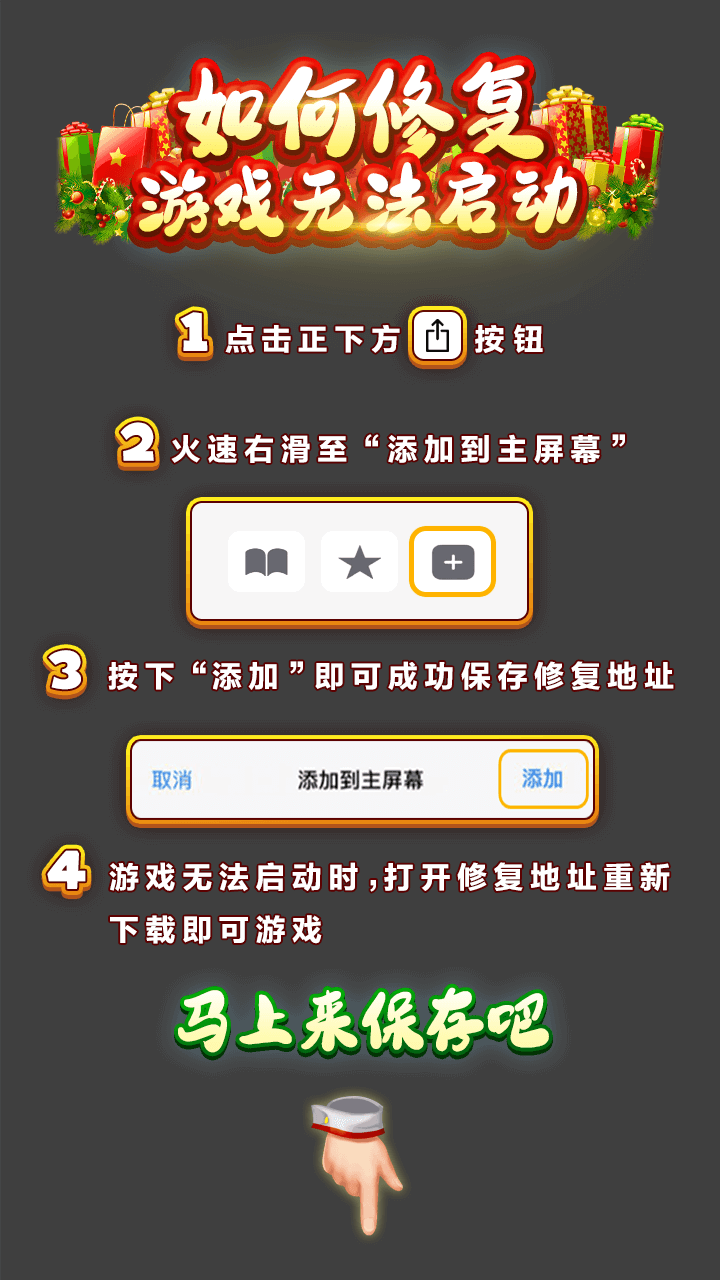 如何修复
游戏无法启动
1 点击正下方 按钮
2 火速右滑至“添加到主屏幕”
3 按下“添加”即可成功保存修复地址
取消 添加到主屏幕 添加
4 游戏无法启动时,打开修复地址重新
下载即可游戏
马上来保存吧